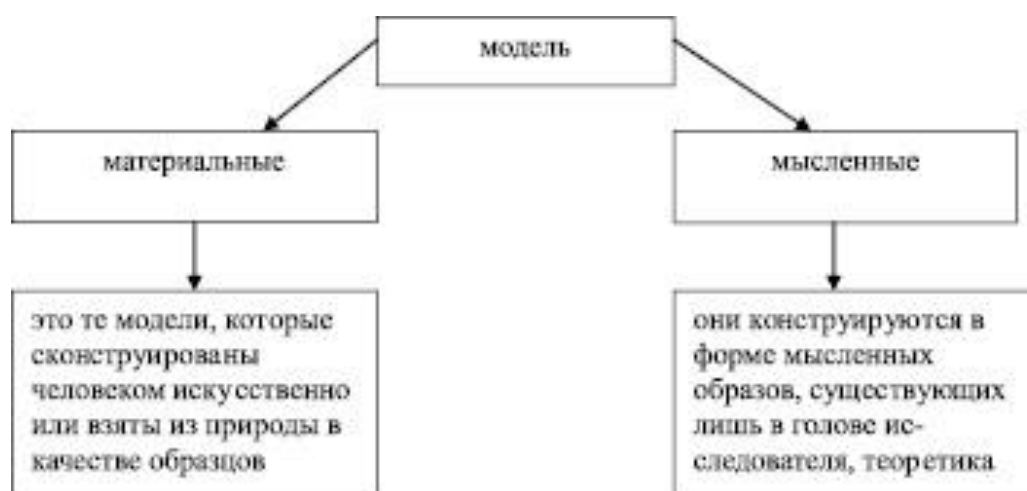 модель
материальные
мысленные
это те модели, которые
сконструированы
человеком искусственно
или взяты из природы в
качестве образцов
они конструируются в
форме мысленных
образов, существующих
лишь в голове ис-
следователя, теоретика